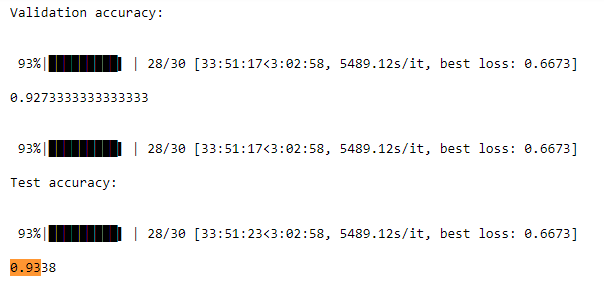 Validation accuracy:
93%|██████████| | 28/30 [33:51:17<3:02:58, 5489.12s/it, best loss: 0.6673]
0.9273333333333333
93%|██████████| | 28/30 [33:51:17<3:02:58, 5489.12s/it, best loss: 0.6673]
Test accuracy:
93%|██████████| | 28/30 [33:51:23<3:02:58, 5489.12s/it, best loss: 0.6673]
0.9338